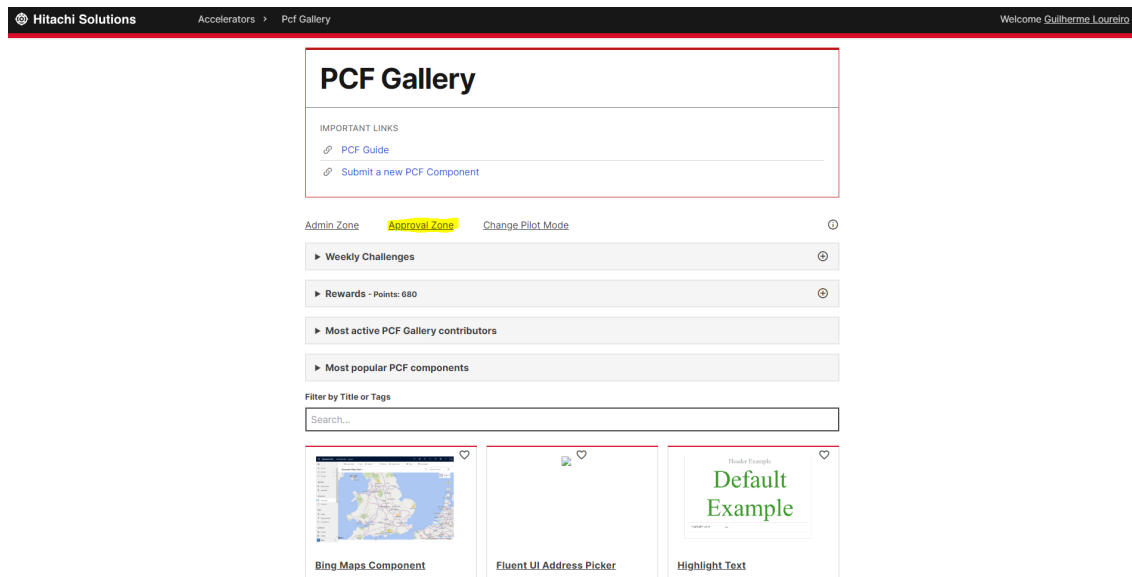 Hitachi Solutions
Accelerators > Pcf Gallery
Welcome Guilherme Loureiro
PCF Gallery
IMPORTANT LINKS
PCF Guide
Submit a new PCF Component
Admin Zone Approval Zone Change Pilot Mode
Weekly Challenges
Rewards - Points: 680
Most active PCF Gallery contributors
Most popular PCF components
Filter by Title or Tags
Search...
Header Example
Default
Example
Bing Maps Component
Fluent UI Address Picker
Highlight Text